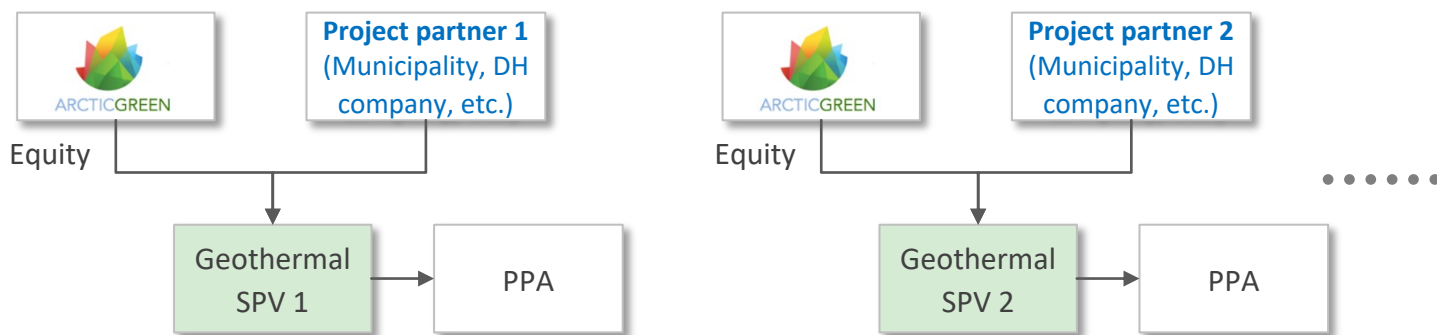 ARCTICGREEN
Project partner 1
(Municipality, DH
company, etc.)
Equity
Geothermal
SPV 1
PPA
ARCTICGREEN
Project partner 2
(Municipality, DH
company, etc.)
Equity
Geothermal
SPV 2
PPA